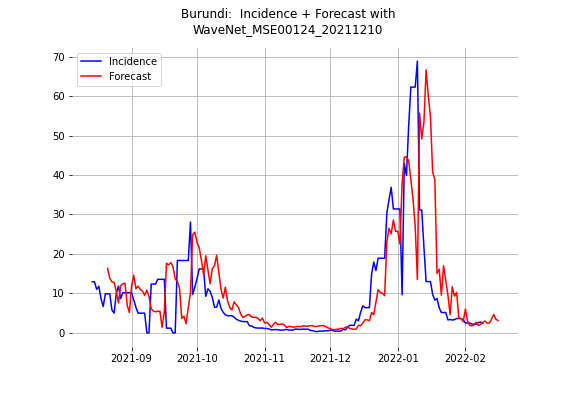 Burundi:  Incidence + Forecast with
WaveNet_MSE00124_20211210
Incidence
Forecast
70
60
50
40
30
20
10
0
2021-09 2021-10 2021-11 2021-12 2022-01 2022-02